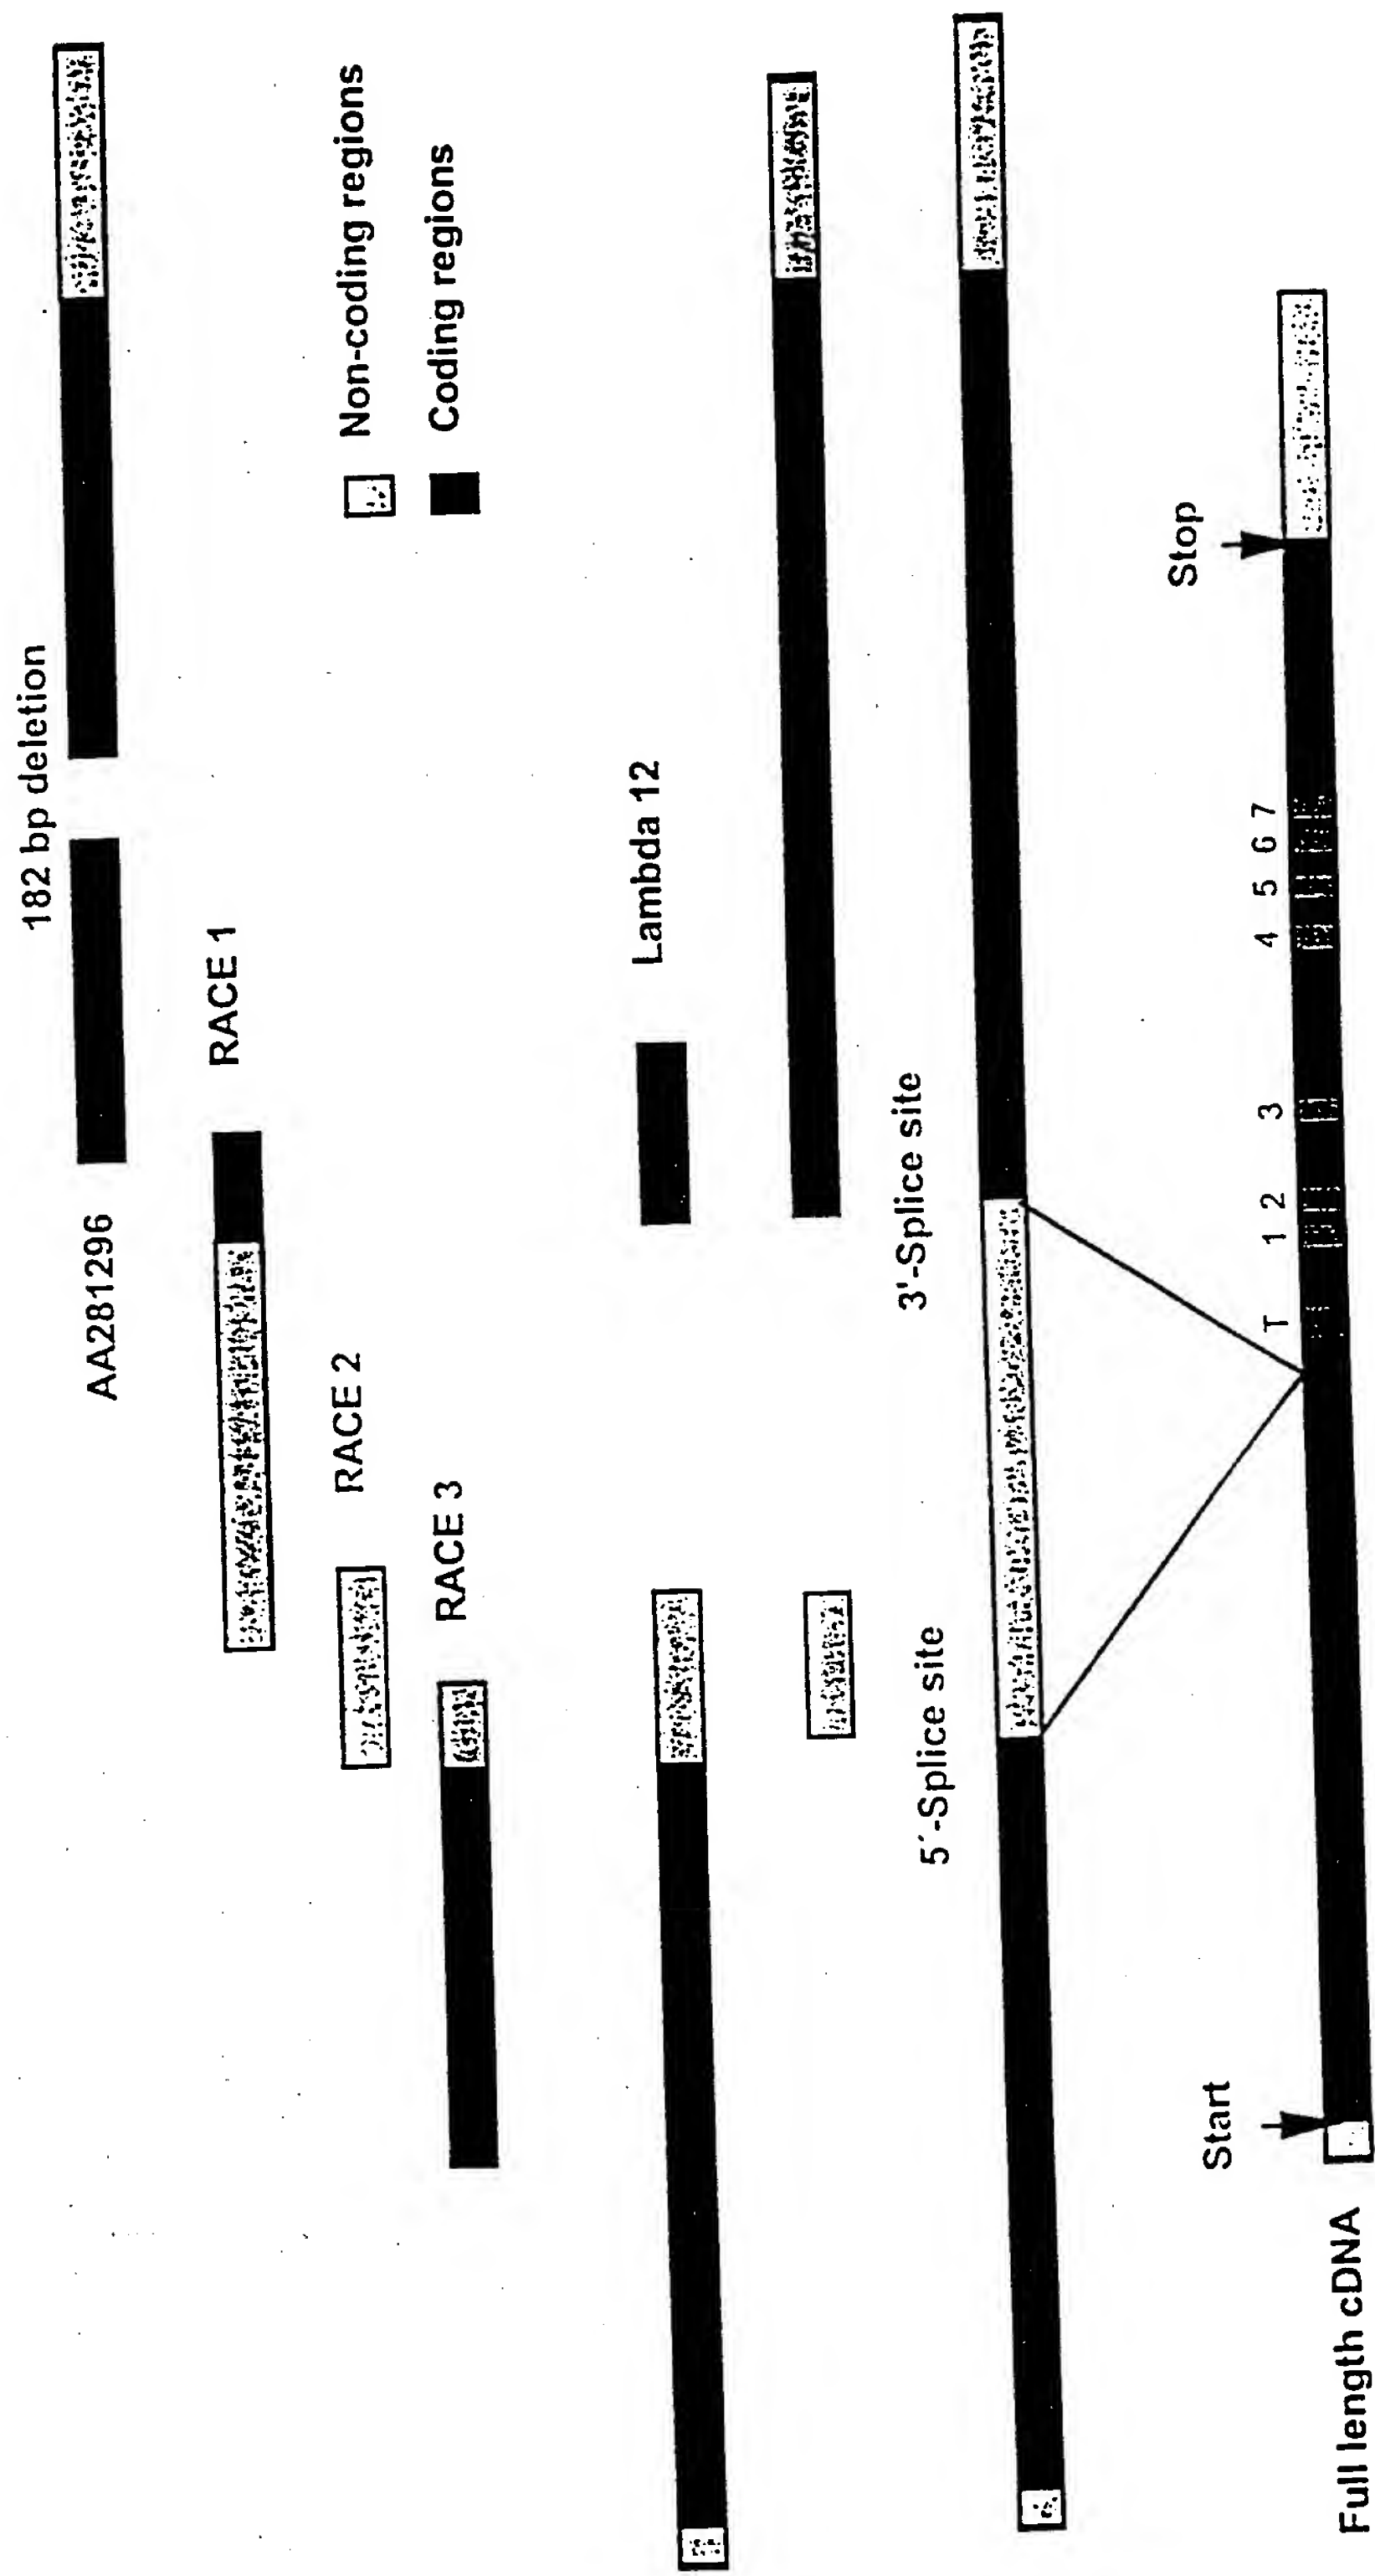 182 bp deletion
AA281296
RACE 1
RACE 2
Non-coding regions
RACE 3
Coding regions
Lambda 12
5´-Splice site
3'-Splice site
Start
Stop
T 1 2 3 4 5 6 7
Full length cDNA